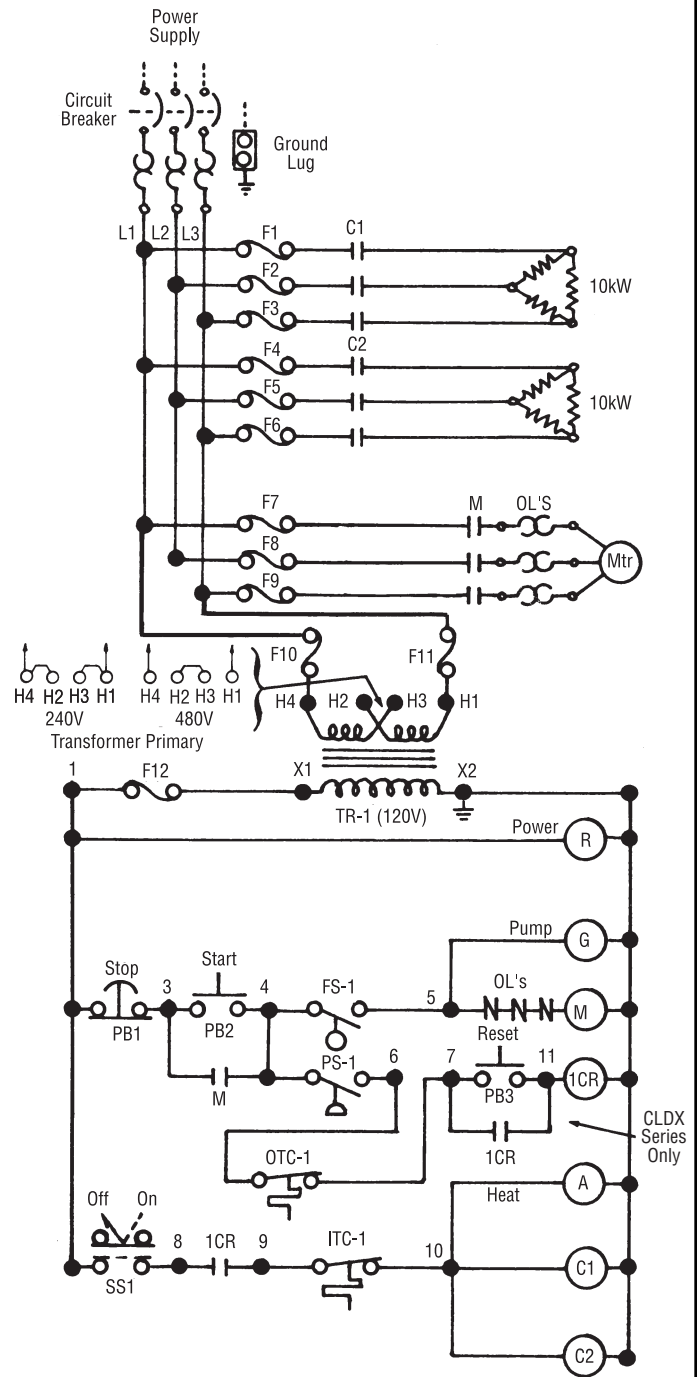 Power
Supply
Circuit
Breaker
Ground
Lug
L1 L2 L3
F1 C1
F2
10kW
F3
F4 C2
F5
10kW
F6
F7 M OL'S
F8
Mtr
F9
F10 F11
H4 H2 H3 H1 H4 H2 H3 H1
240V 480V
Transformer Primary
H4 H2 H3 H1
1 F12 X1 X2
TR-1 (120V)
Power R
Pump G
Stop Start
3 4 FS-1 5 OL's
PB1 PB2 M
Reset
PS-1 6 7 11
M PB3 1CR
1CR
CLDX
Series
Only
OTC-1
Off On Heat A
8 1CR 9 ITC-1 10
SS1 C1
C2